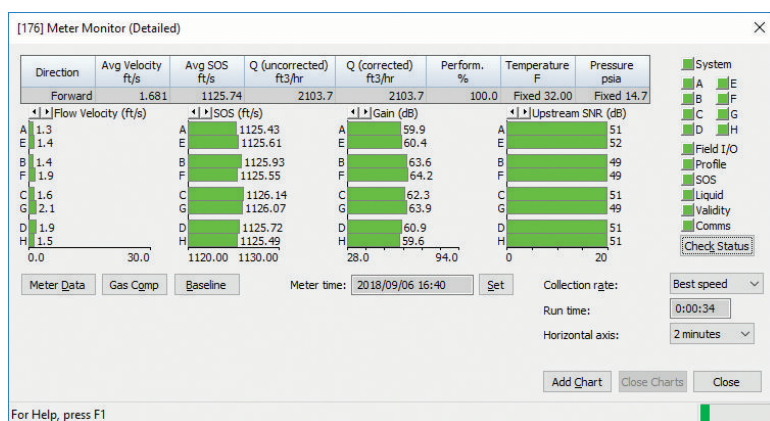 [176] Meter Monitor (Detailed)
Direction Avg Velocity ft/s Avg SOS ft/s Q (uncorrected) ft3/hr Q (corrected) ft3/hr Perform. % Temperature F Pressure psia
Forward 1.681 1125.74 2103.7 2103.7 100.0 Fixed 32.00 Fixed 14.7
System
A E
B F
C G
D H
Field I/O
Profile
SOS
Liquid
Validity
Comms
Check Status
Flow Velocity (ft/s)
A 1.3
E 1.4
B 1.4
F 1.9
C 1.6
G 2.1
D 1.9
H 1.5
0.0 30.0
SOS (ft/s)
A 1125.43
E 1125.61
B 1125.93
F 1125.55
C 1126.14
G 1126.07
D 1125.72
H 1125.49
1120.00 1130.00
Gain (dB)
A 59.9
E 60.4
B 63.6
F 64.2
C 62.3
G 63.9
D 60.9
H 59.6
28.0 94.0
Upstream SNR (dB)
A 51
E 52
B 49
F 49
C 51
G 49
D 51
H 51
0 20
Meter Data Gas Comp Baseline Meter time: 2018/09/06 16:40 Set Collection rate: Best speed
Run time: 0:00:34
Horizontal axis: 2 minutes
Add Chart Close Charts Close
For Help, press F1